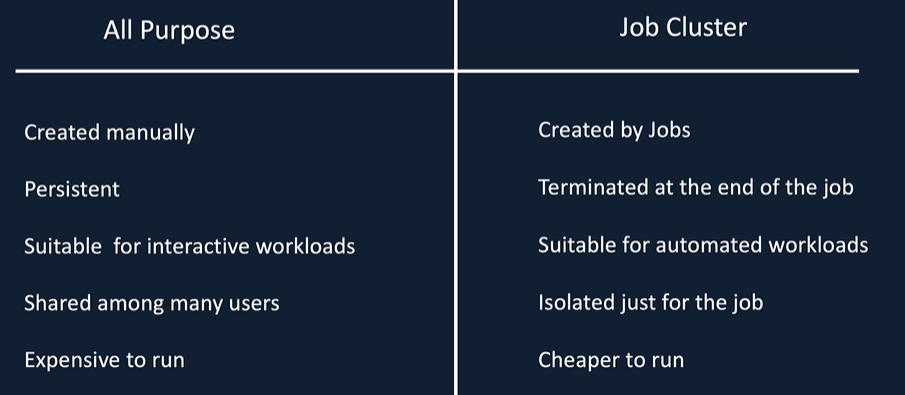 All Purpose
Job Cluster
Created manually
Created by Jobs
Persistent
Terminated at the end of the job
Suitable  for interactive workloads
Suitable for automated workloads
Shared among many users
Isolated just for the job
Expensive to run
Cheaper to run